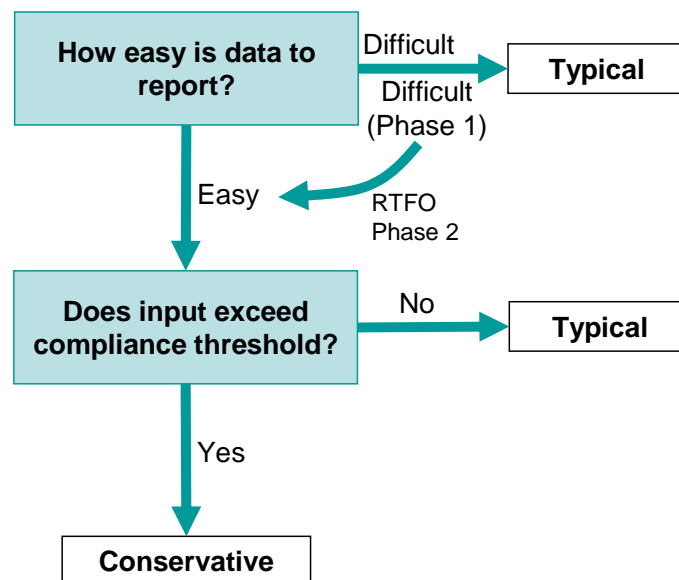 How easy is data to
report?
Difficult
Typical
Difficult
(Phase 1)
Easy
RTFO
Phase 2
Does input exceed
compliance threshold?
No
Typical
Yes
Conservative